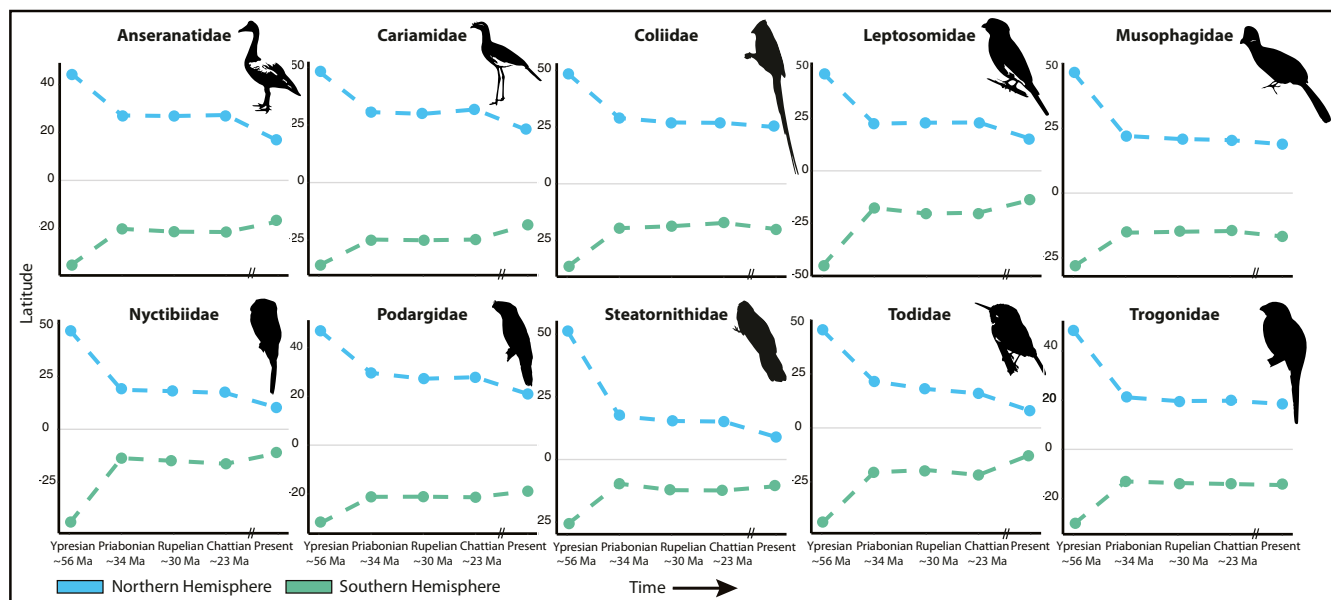 Anseranatidae
Cariamidae
Coliidae
Leptosomidae
Musophagidae
40
20
0
20
50
25
0
-25
50
25
0
25
50
25
0
-25
-50
50
25
0
-25
Latitude
Nyctibiidae
Podargidae
Steatornithidae
Todidae
Trogonidae
50
25
0
-25
40
20
0
-20
50
25
0
25
50
25
0
-25
40
20
0
-20
Ypresian Priabonian Rupelian Chattian Present
~56 Ma ~34 Ma ~30 Ma ~23 Ma
Ypresian Priabonian Rupelian Chattian Present
~56 Ma ~34 Ma ~30 Ma ~23 Ma
Ypresian Priabonian Rupelian Chattian Present
~56 Ma ~34 Ma ~30 Ma ~23 Ma
Ypresian Priabonian Rupelian Chattian Present
~56 Ma ~34 Ma ~30 Ma ~23 Ma
Ypresian Priabonian Rupelian Chattian Present
~56 Ma ~34 Ma ~30 Ma ~23 Ma
Northern Hemisphere
Southern Hemisphere
Time